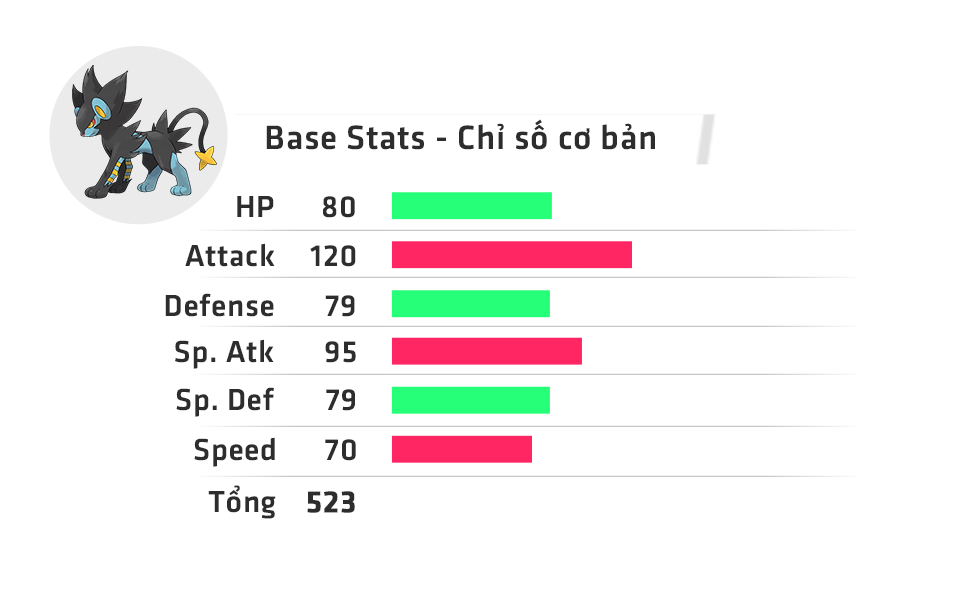 Base Stats - Chỉ số cơ bản
HP 80
Attack 120
Defense 79
Sp. Atk 95
Sp. Def 79
Speed 70
Tổng 523